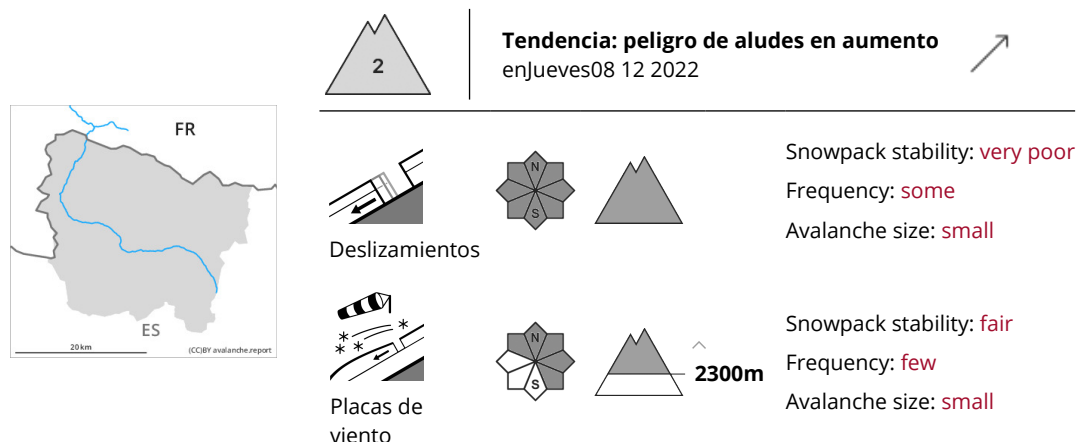 2
Tendencia: peligro de aludes en aumento
enJueves08 12 2022
FR
ES
20 km
(CC)BY avalanche.report
N
S
Deslizamientos
Snowpack stability: very poor
Frequency: some
Avalanche size: small
N
S
2300m
Placas de
viento
Snowpack stability: fair
Frequency: few
Avalanche size: small